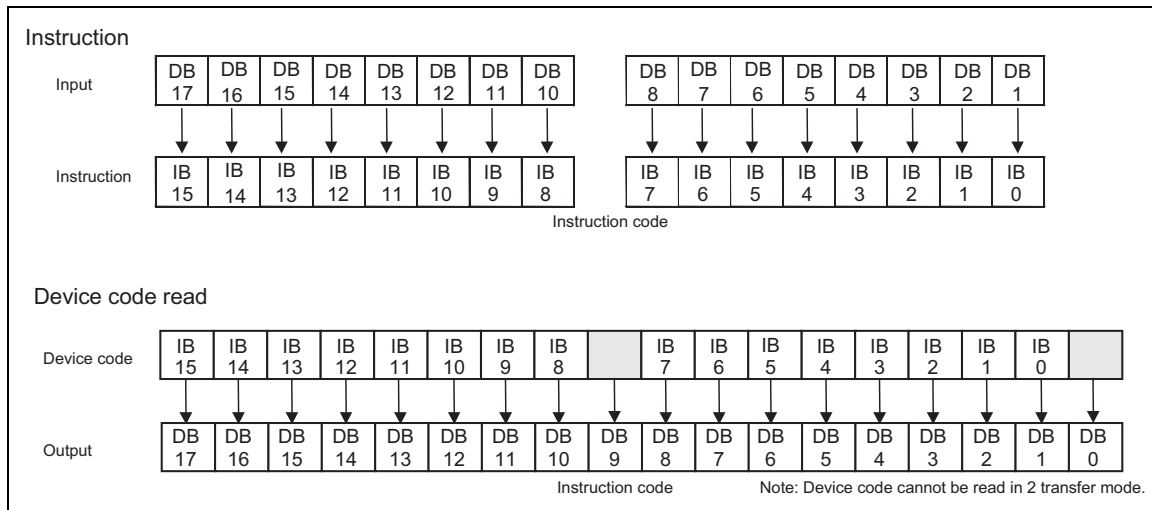 Instruction
Input DB 17 DB 16 DB 15 DB 14 DB 13 DB 12 DB 11 DB 10 DB 8 DB 7 DB 6 DB 5 DB 4 DB 3 DB 2 DB 1
Instruction IB 15 IB 14 IB 13 IB 12 IB 11 IB 10 IB 9 IB 8 IB 7 IB 6 IB 5 IB 4 IB 3 IB 2 IB 1 IB 0
Instruction code
Device code read
Device code IB 15 IB 14 IB 13 IB 12 IB 11 IB 10 IB 9 IB 8 IB 7 IB 6 IB 5 IB 4 IB 3 IB 2 IB 1 IB 0
Output DB 17 DB 16 DB 15 DB 14 DB 13 DB 12 DB 11 DB 10 DB 9 DB 8 DB 7 DB 6 DB 5 DB 4 DB 3 DB 2 DB 1 DB 0
Instruction code Note: Device code cannot be read in 2 transfer mode.